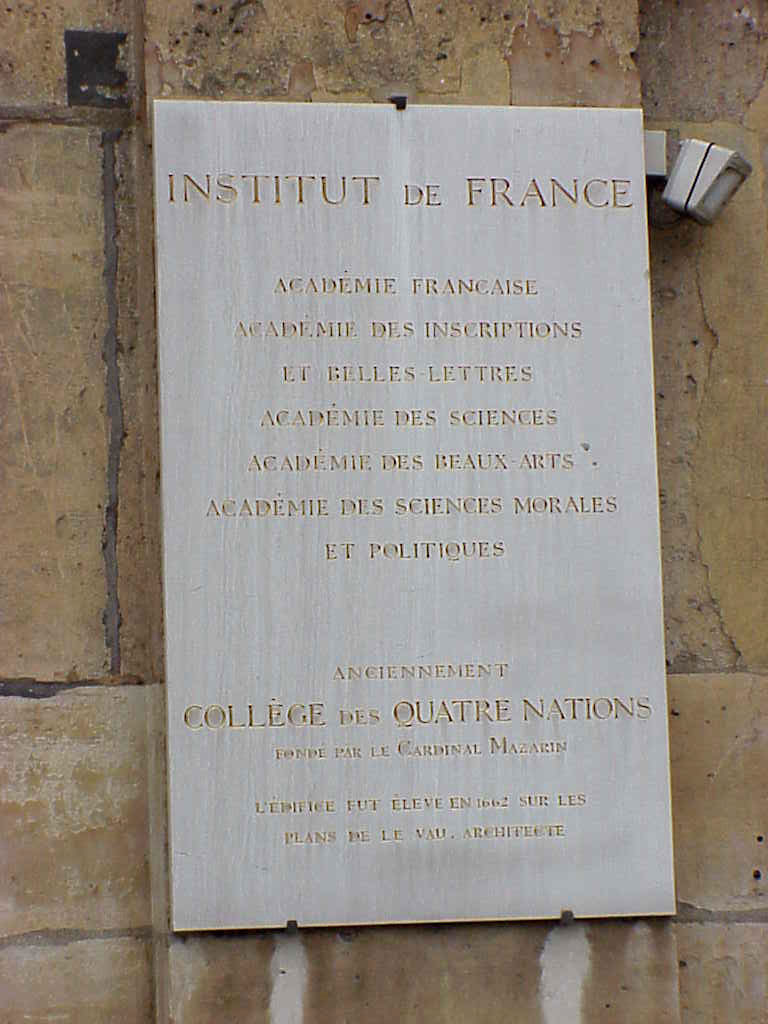 INSTITUT DE FRANCE
ACADÉMIE FRANCAISE
ACADÉMIE DES INSCRIPTIONS
ET BELLES-LETTRES
ACADÉMIE DES SCIENCES
ACADÉMIE DES BEAUX-ARTS
ACADÉMIE DES SCIENCES MORALES
ET POLITIQUES
ANCIENNEMENT
COLLÈGE DES QUATRE NATIONS
FONDÉ PAR LE CARDINAL MAZARIN
L'ÉDIFICE FUT ÉLEVÉ EN 1662 SUR LES
PLANS DE LE VAU. ARCHITECTE